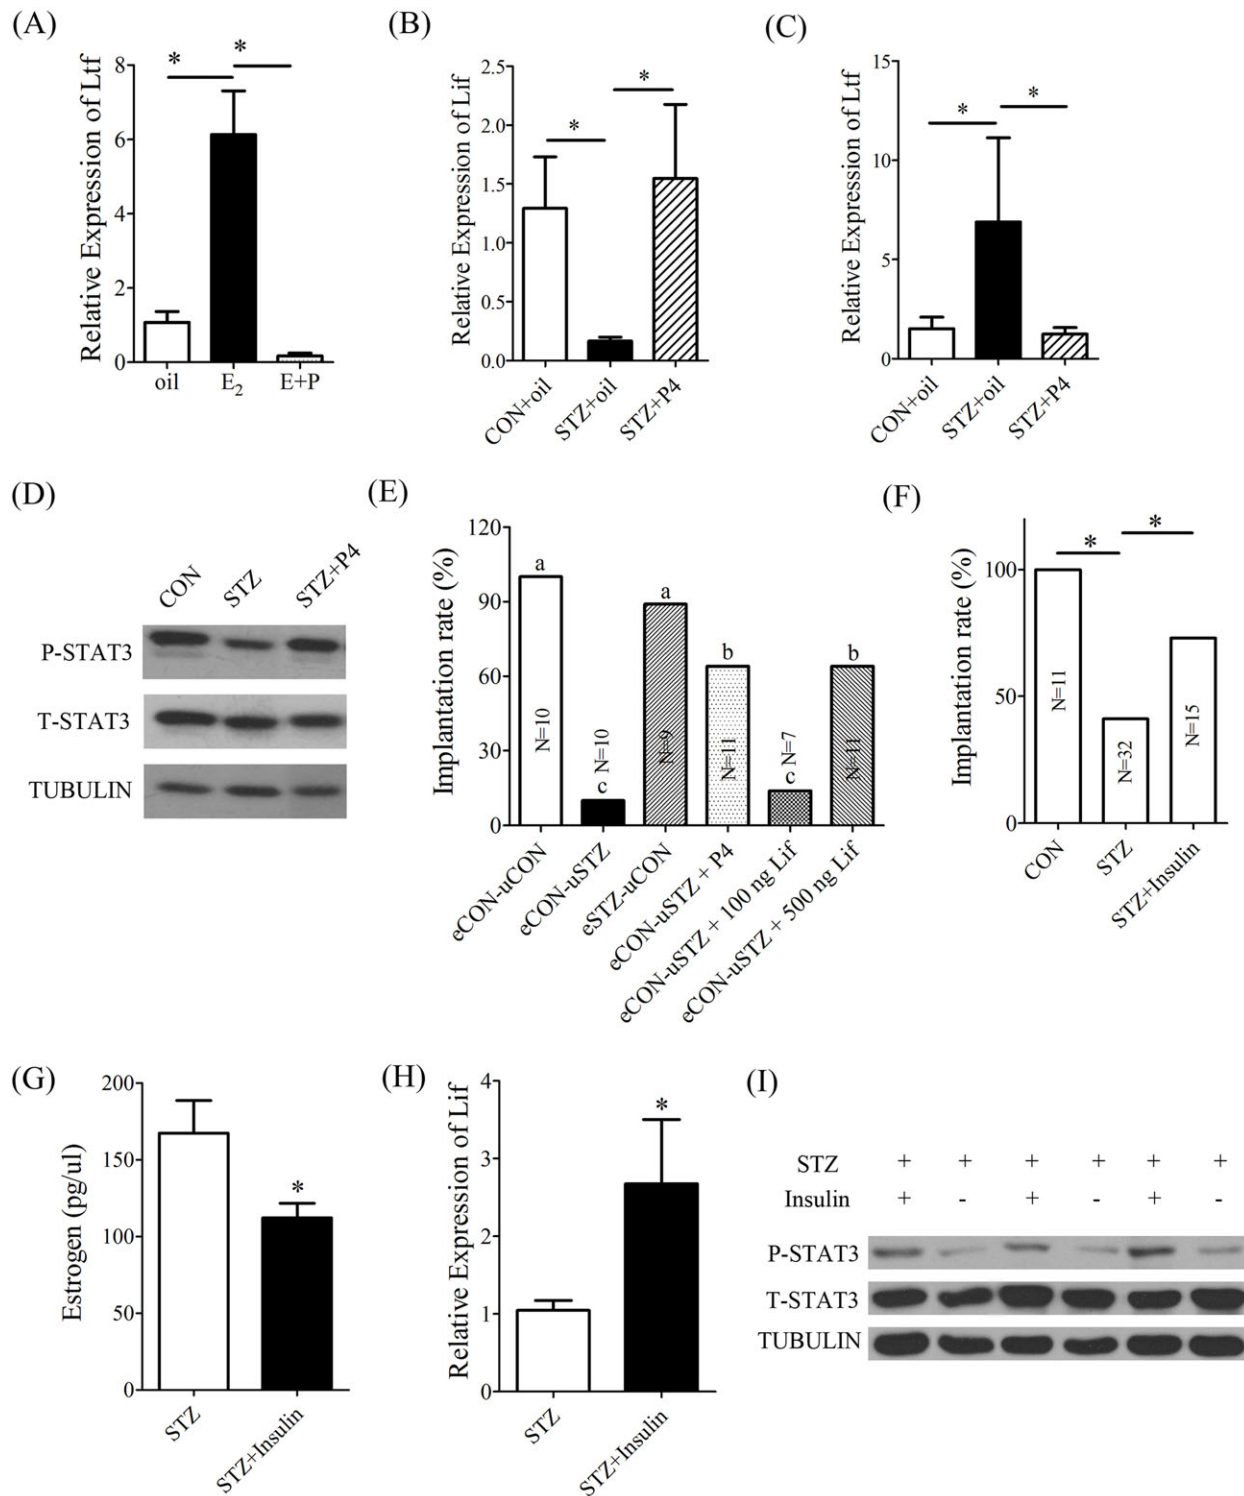 (A)
Relative Expression of Ltf
8
6
4
2
0
* *
oil E₂ E+P
(B)
Relative Expression of Lif
2.5
2.0
1.5
1.0
0.5
0.0
* *
CON+oil STZ+oil STZ+P4
(C)
Relative Expression of Ltf
15
10
5
0
* *
CON+oil STZ+oil STZ+P4
(D)
CON STZ STZ+P4
P-STAT3
T-STAT3
TUBULIN
(E)
Implantation rate (%)
120
90
60
30
0
a c a b c b
N=10 N=10 N=9 N=11 N=7 N=11
eCON-uCON
eCON-uSTZ
eSTZ-uCON
eCON-uSTZ + P4
eCON-uSTZ + 100 ng Lif
eCON-uSTZ + 500 ng Lif
(F)
Implantation rate (%)
100
50
0
* *
N=11 N=32 N=15
CON STZ STZ+Insulin
(G)
Estrogen (pg/ul)
200
150
100
50
0
*
STZ STZ+Insulin
(H)
Relative Expression of Lif
4
3
2
1
0
*
STZ STZ+Insulin
(I)
STZ + + + + + +
Insulin + - + - + -
P-STAT3
T-STAT3
TUBULIN